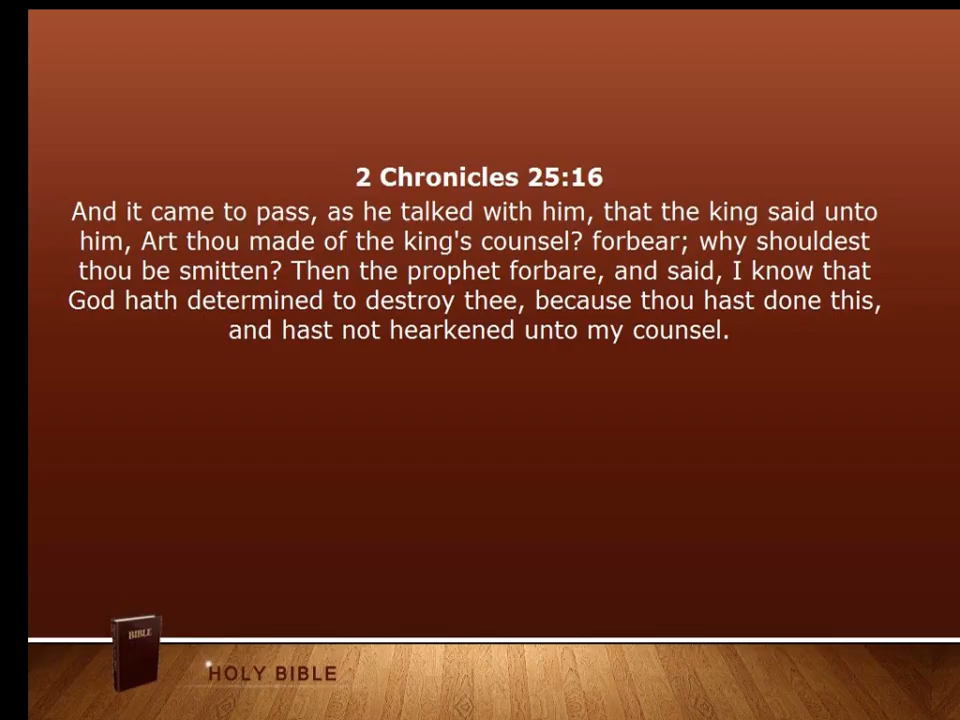 2 Chronicles 25:16
And it came to pass, as he talked with him, that the king said unto
him, Art thou made of the king's counsel? forbear; why shouldest
thou be smitten? Then the prophet forbare, and said, I know that
God hath determined to destroy thee, because thou hast done this,
and hast not hearkened unto my counsel.
BIBLE
HOLY BIBLE